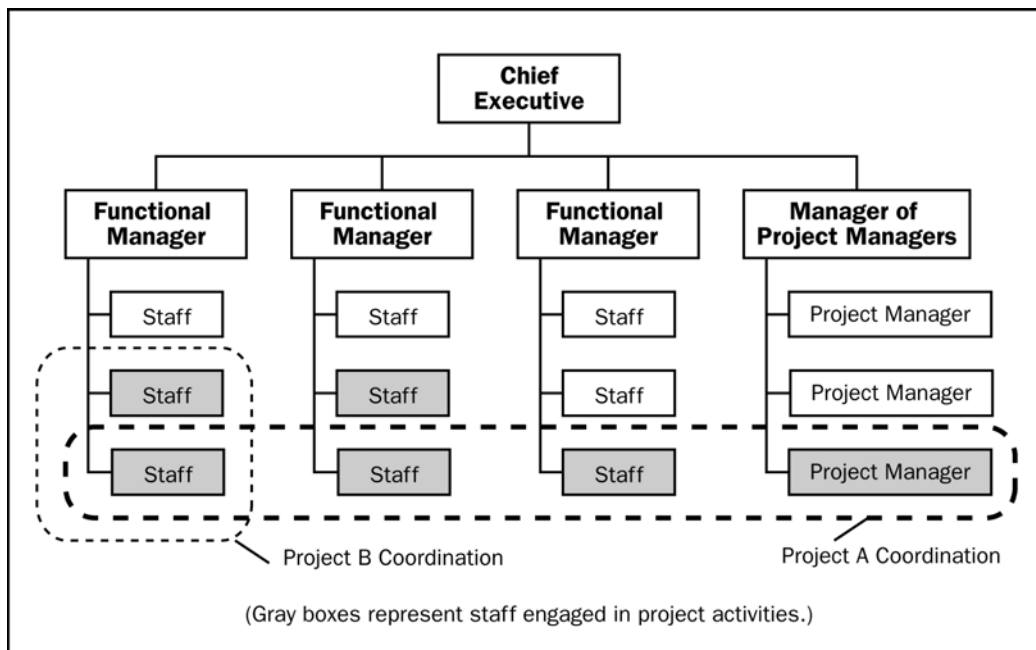 Chief
Executive
Functional
Manager
Functional
Manager
Functional
Manager
Manager of
Project Managers
Staff
Staff
Staff
Project Manager
Staff
Staff
Staff
Project Manager
Staff
Staff
Staff
Project Manager
Project B Coordination
Project A Coordination
(Gray boxes represent staff engaged in project activities.)